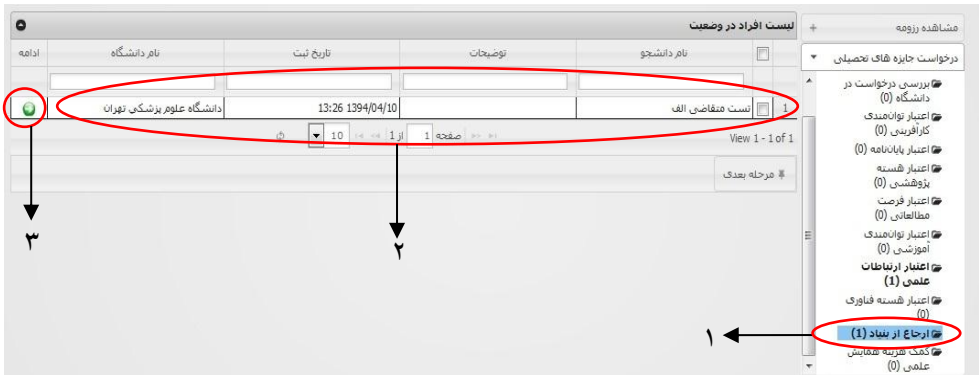 مشاهده رزومه +
درخواست جایزه های تحصیلی
بررسی درخواست در
دانشگاه (0)
اعتبار توانمندی
کارآفرینی (0)
اعتبار پایان‌نامه (0)
اعتبار هسته
پژوهشی (0)
اعتبار فرصت
مطالعاتی (0)
اعتبار توانمندی
آموزشی (0)
اعتبار ارتباطات
علمی (1)
اعتبار هسته فناوری
(0)
ارجاع از بنیاد (1)
کمک هزینه همایش
علمی (0)
لیست افراد در وضعیت
نام دانشجو توضیحات تاریخ ثبت نام دانشگاه ادامه
1 تست متقاضی الف 1394/04/10 13:26 دانشگاه علوم پزشکی تهران
View 1 - 1 of 1 صفحه 1 از 1 10
مرحله بعدی
۱
۲
۳